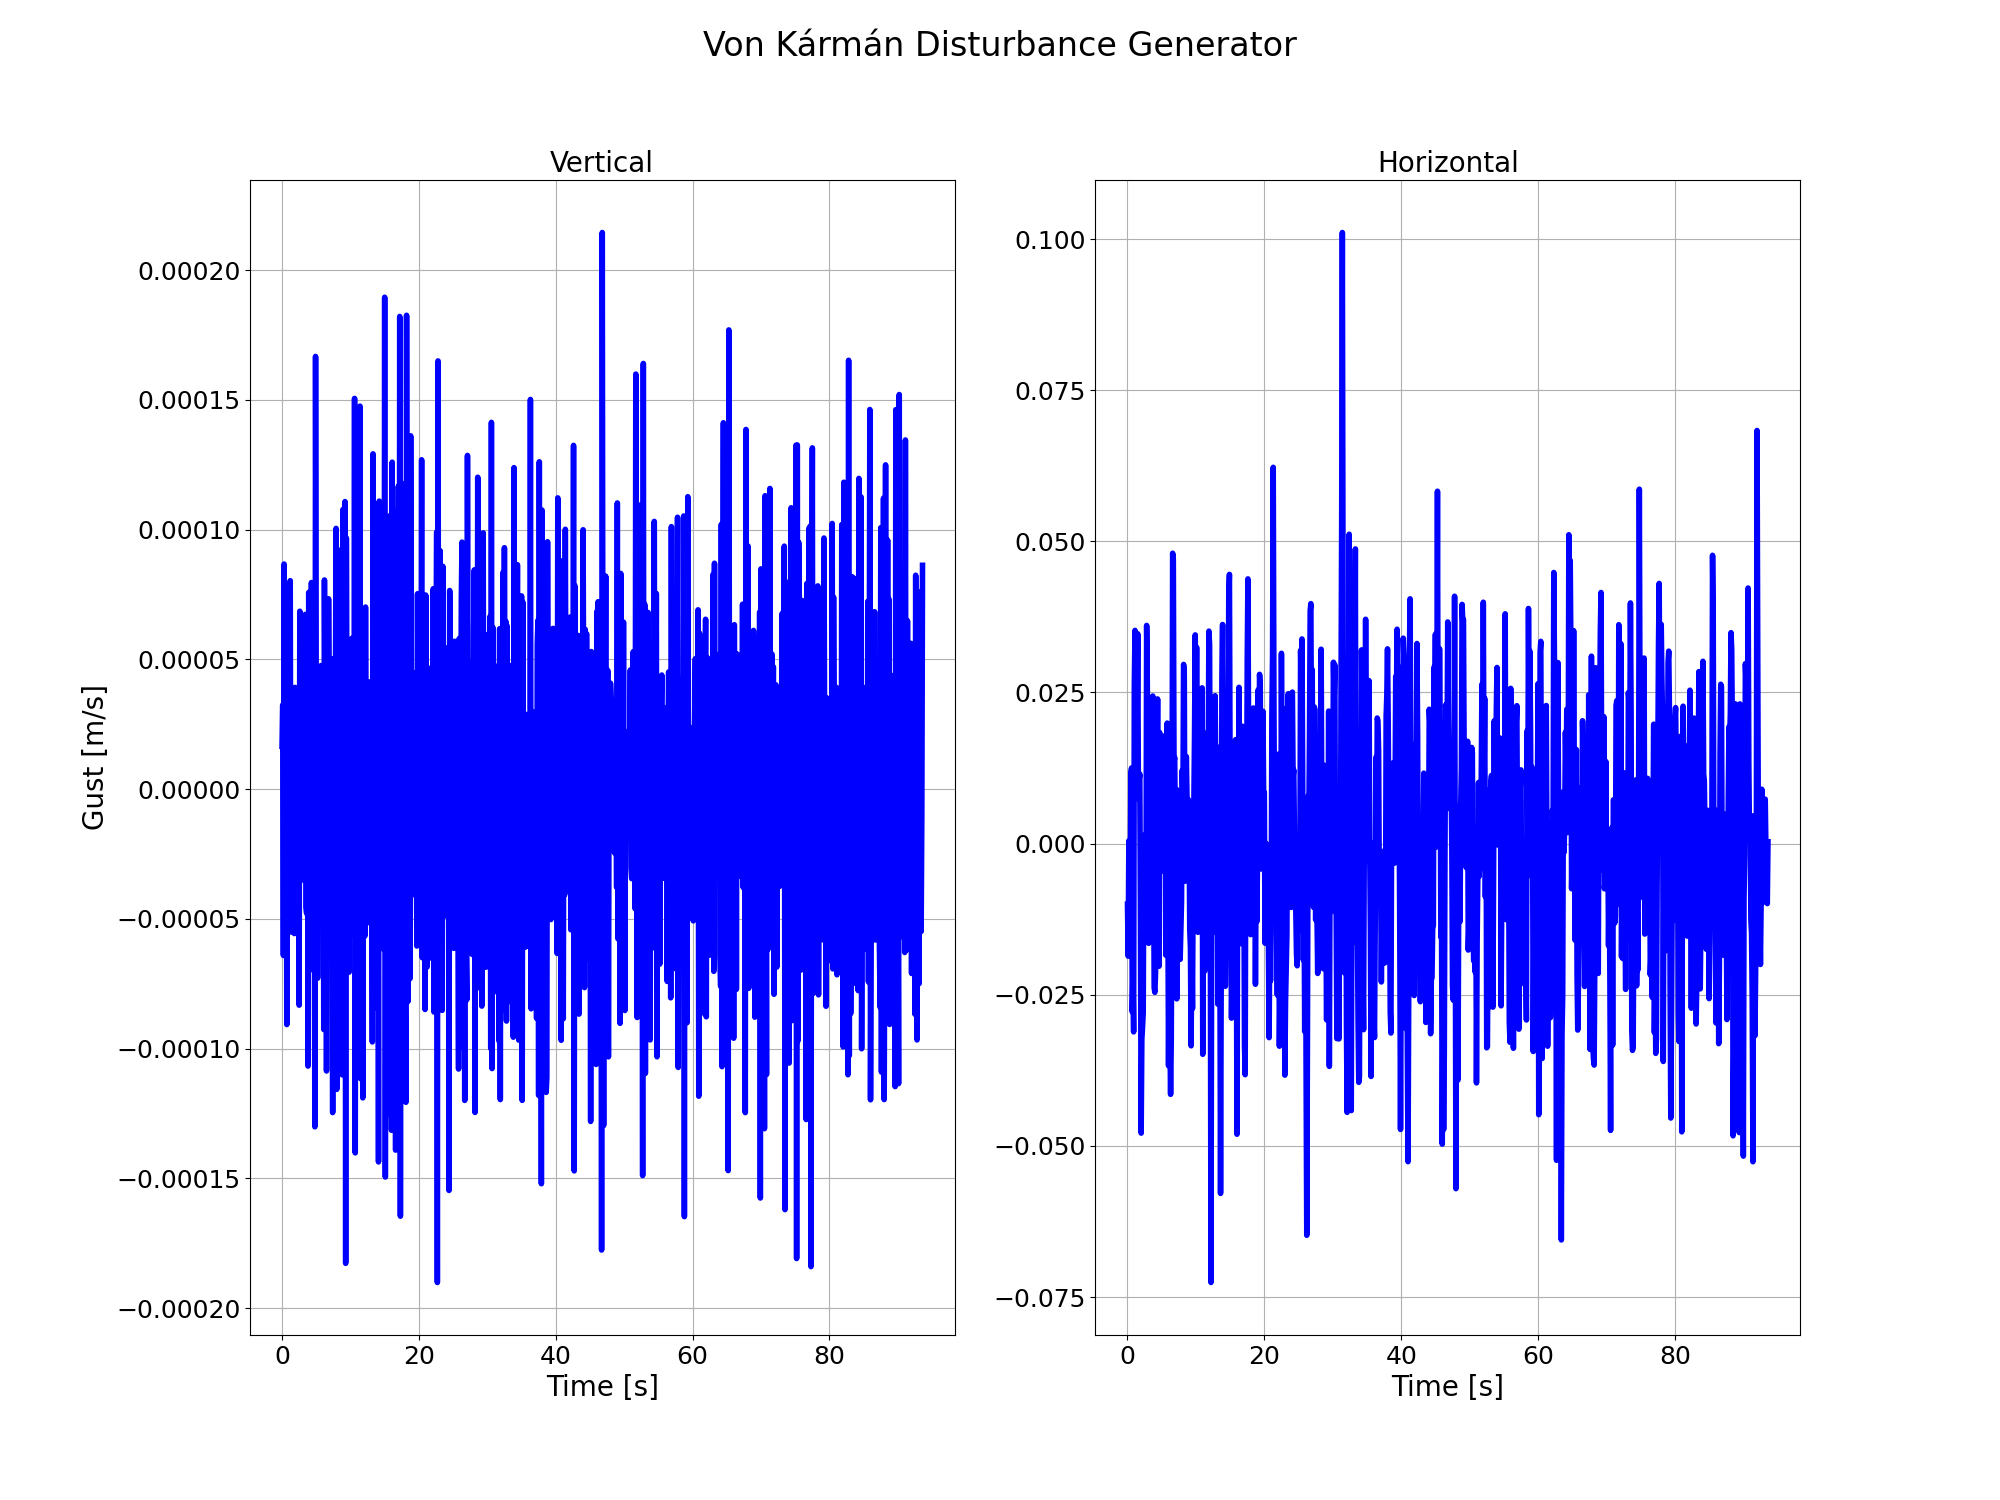 Von Kármán Disturbance Generator
Vertical
Gust [m/s]
0.00020
0.00015
0.00010
0.00005
0.00000
−0.00005
−0.00010
−0.00015
−0.00020
0 20 40 60 80
Time [s]
Horizontal
0.100
0.075
0.050
0.025
0.000
−0.025
−0.050
−0.075
0 20 40 60 80
Time [s]